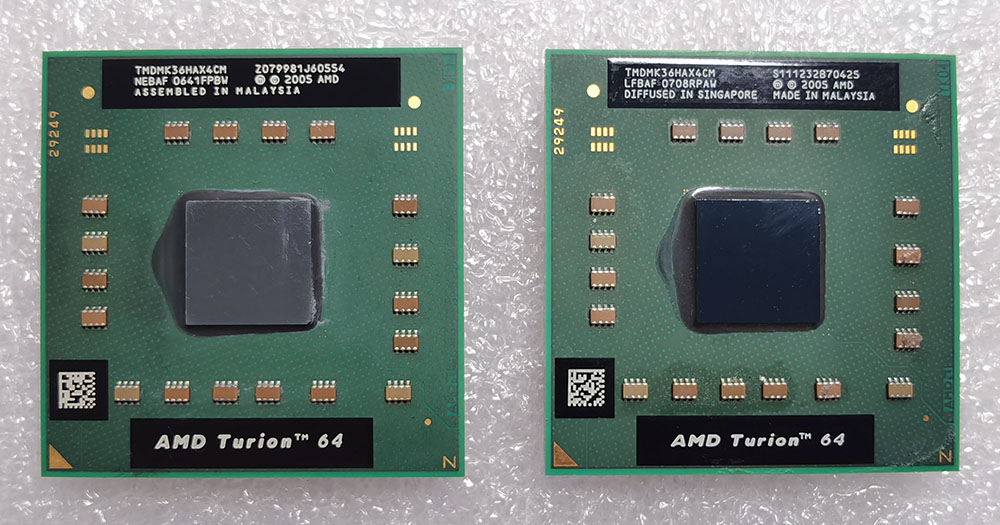 TMDMK36HAX4CM Z079981J60554
NEBAF 0641FPBW © 2005 AMD
ASSEMBLED IN MALAYSIA
29249
AMD Turion™ 64
Z
TMDMK36HAX4CM S111232B70425
LFBAF 0708RPAW © 2005 AMD
DIFFUSED IN SINGAPORE MADE IN MALAYSIA
29249
AMD Turion™ 64
Z